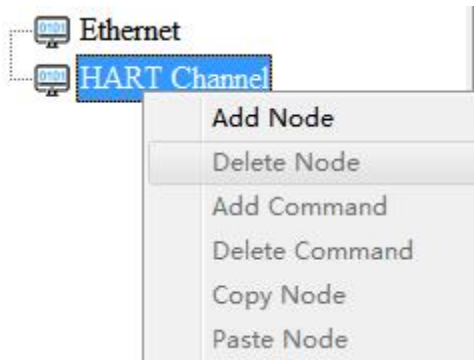 Ethernet
HART Channel
Add Node
Delete Node
Add Command
Delete Command
Copy Node
Paste Node